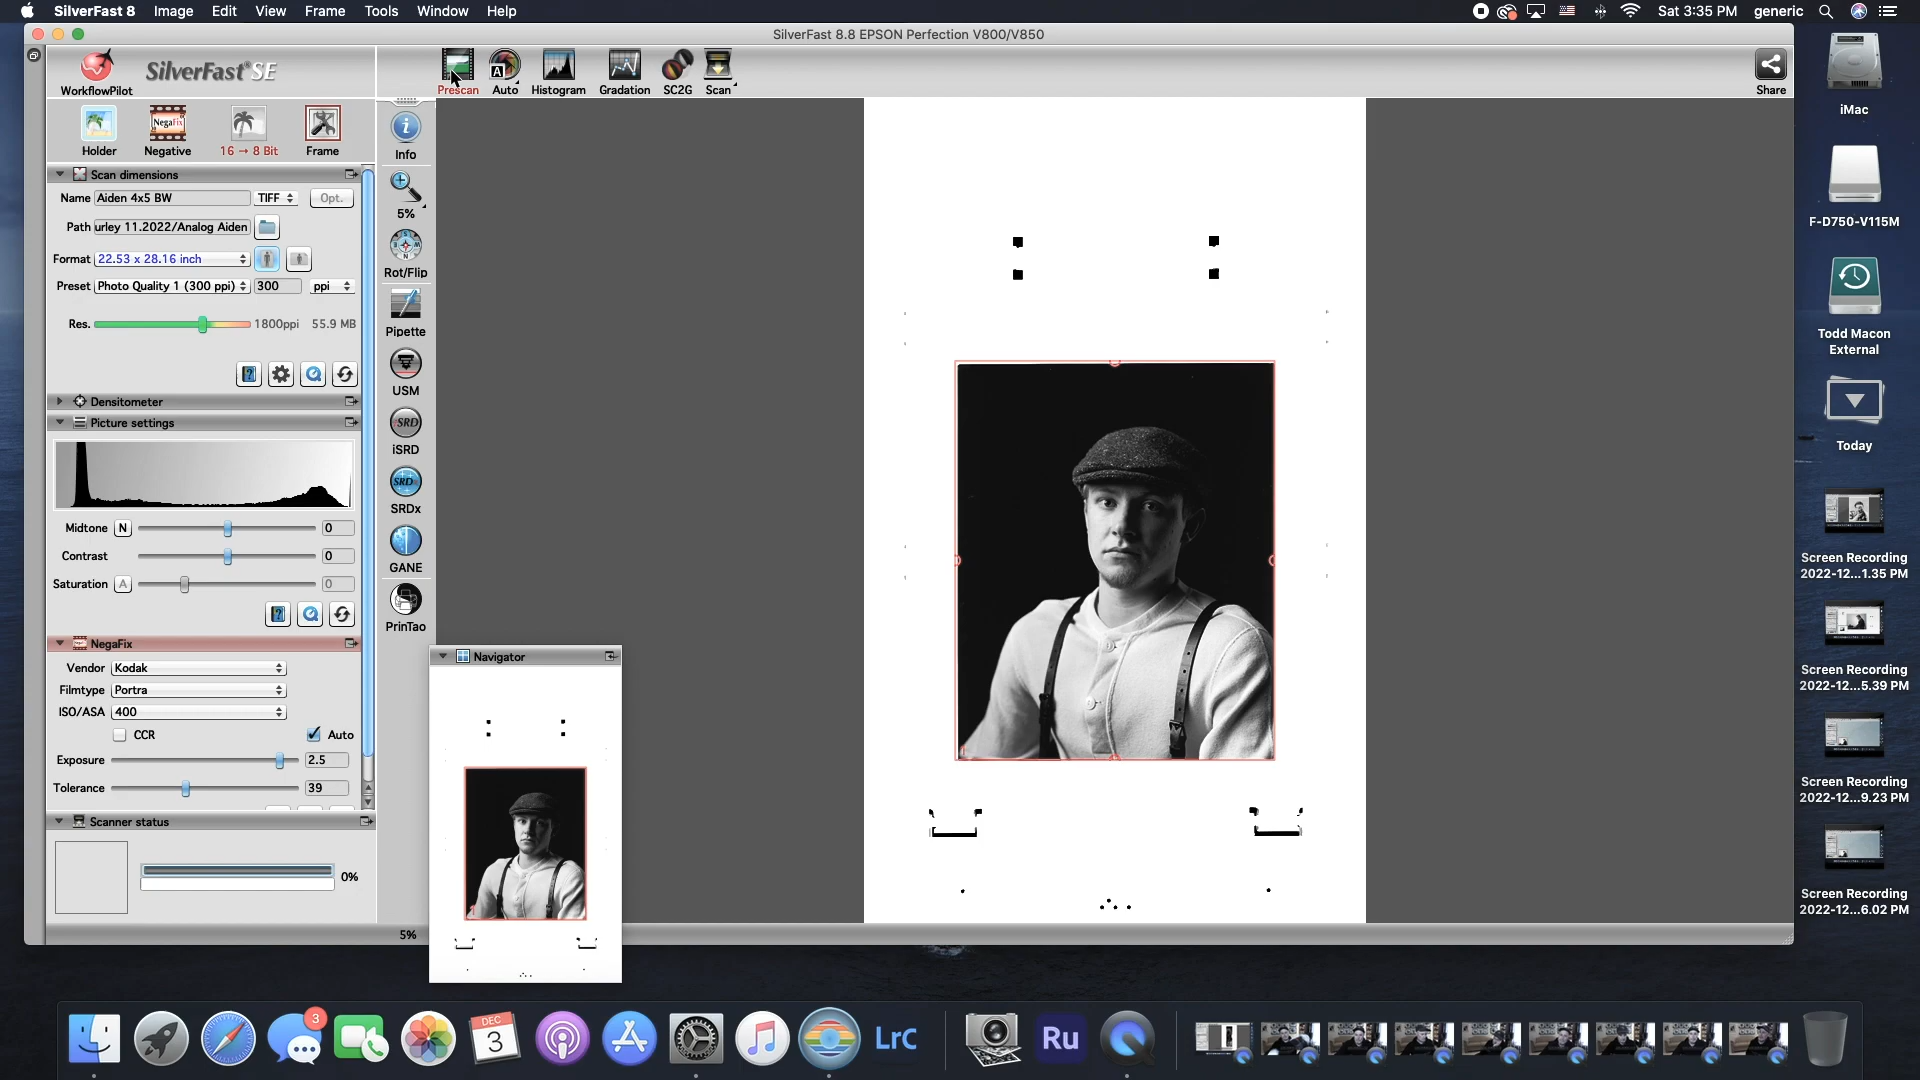 SilverFast 8 Image Edit View Frame Tools Window Help Sat 3:35 PM generic
SilverFast 8.8 EPSON Perfection V800/V850
WorkflowPilot
SilverFast® SE
Prescan
A
Auto
Histogram
Gradation
SC2G
Scan
Share
Holder
NegaFix
Negative
16 → 8 Bit
Frame
Scan dimensions
Name Aiden 4x5 BW TIFF Opt.
Path urley 11.2022/Analog Aiden
Format 22.53 x 28.16 inch
Preset Photo Quality 1 (300 ppi) 300 ppi
Res. 1800ppi 55.9 MB
Densitometer
Picture settings
Midtone N 0
Contrast 0
Saturation A 0
NegaFix
Vendor Kodak
Filmtype Portra
ISO/ASA 400
CCR Auto
Exposure 2.5
Tolerance 39
Scanner status
0%
5%
Info
5%
Rot/Flip
Pipette
USM
SRD
iSRD
SRDx
SRDx
GANE
PrinTao
Navigator
iMac
F-D750-V115M
Todd Macon
External
Today
Screen Recording
2022-12...1.35 PM
Screen Recording
2022-12...5.39 PM
Screen Recording
2022-12...9.23 PM
Screen Recording
2022-12...6.02 PM
3
DEC
3
LrC
Ru